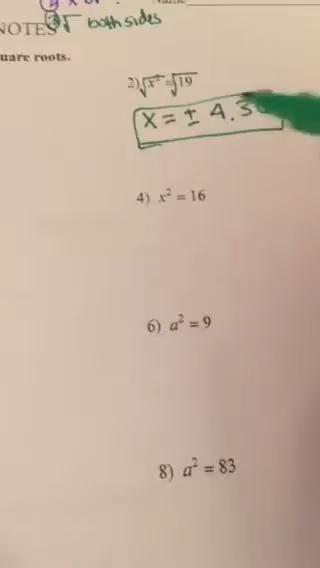 NOTES ③√ both sides
uare roots.
2) √x² = √19
x = ± 4.3
4) x² = 16
6) a² = 9
8) a² = 83